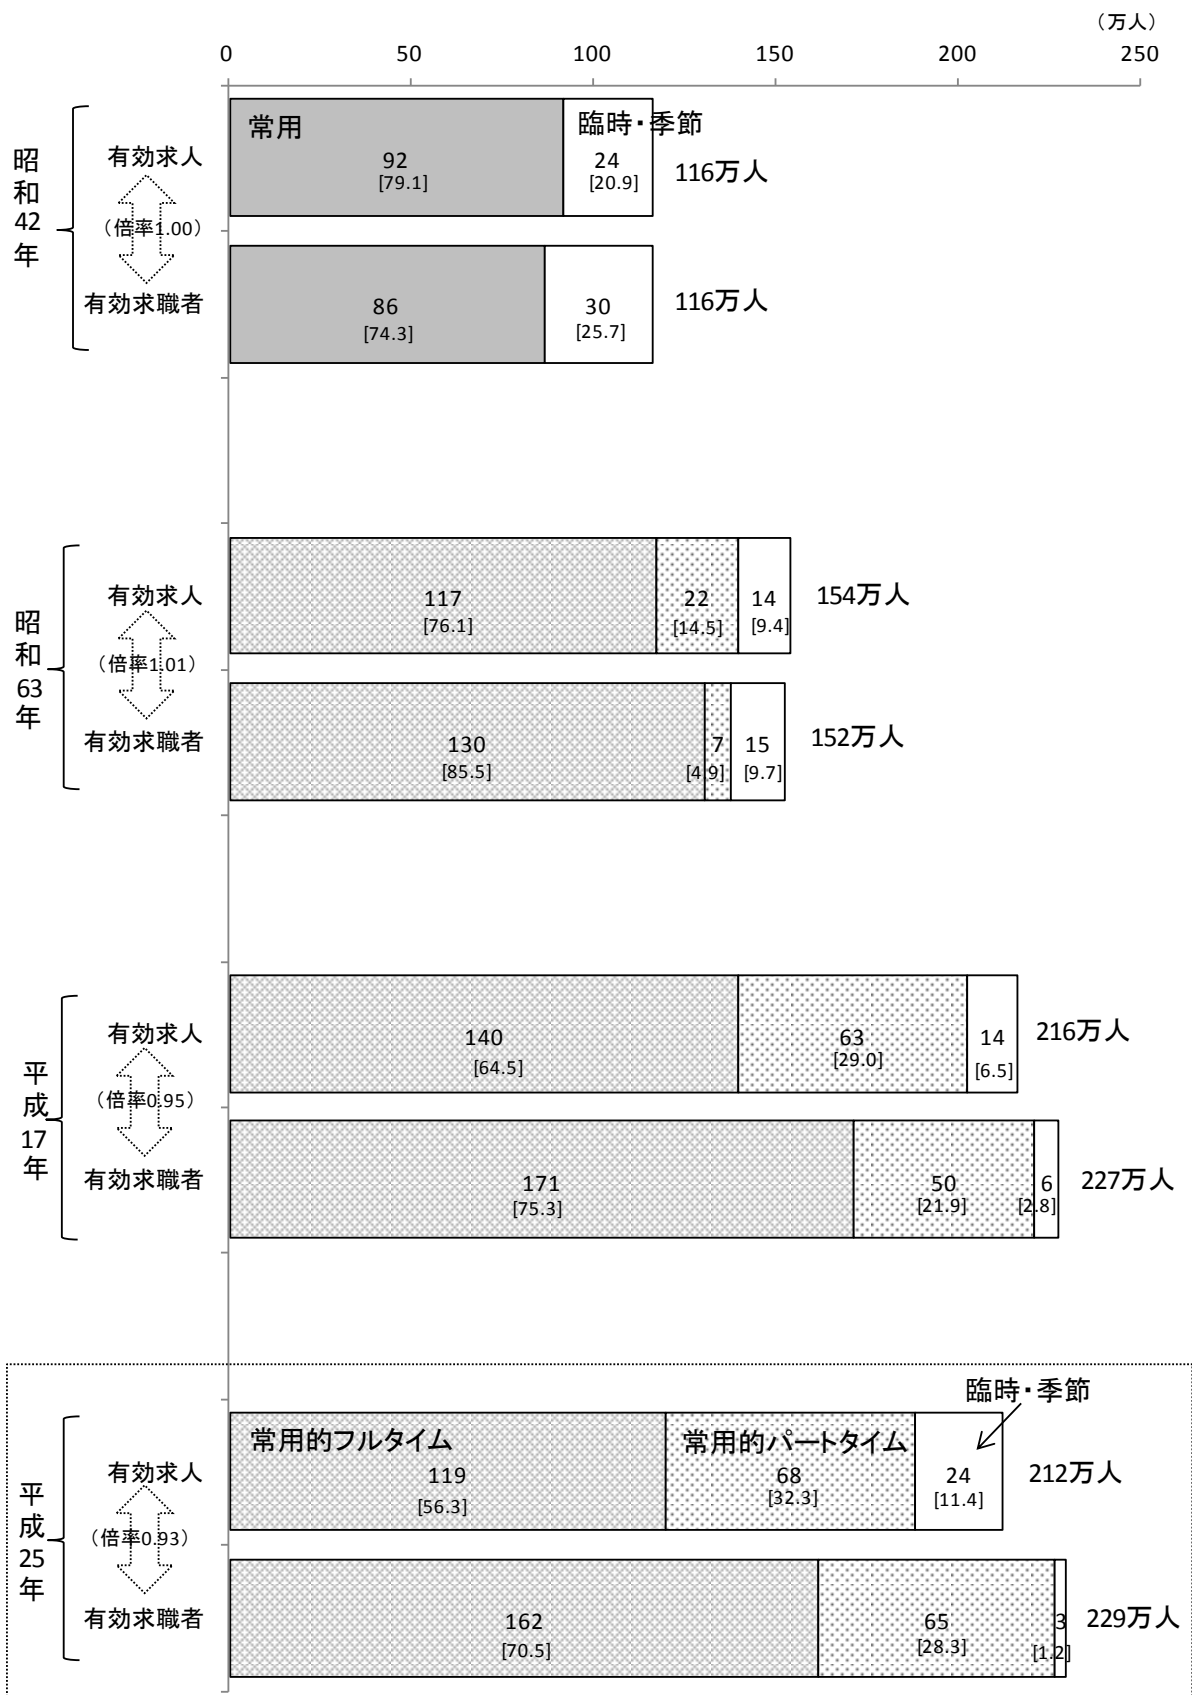 （万人）
0 50 100 150 200 250
昭和42年
有効求人
（倍率1.00）
有効求職者
常用
臨時・季節
92
[79.1]
24
[20.9]
116万人
86
[74.3]
30
[25.7]
116万人
昭和63年
有効求人
（倍率1.01）
有効求職者
117
[76.1]
22
[14.5]
14
[9.4]
154万人
130
[85.5]
7
[4.9]
15
[9.7]
152万人
平成17年
有効求人
（倍率0.95）
有効求職者
140
[64.5]
63
[29.0]
14
[6.5]
216万人
171
[75.3]
50
[21.9]
6
[2.8]
227万人
平成25年
有効求人
（倍率0.93）
有効求職者
臨時・季節
常用的フルタイム
119
[56.3]
常用的パートタイム
68
[32.3]
24
[11.4]
212万人
162
[70.5]
65
[28.3]
3
[1.2]
229万人